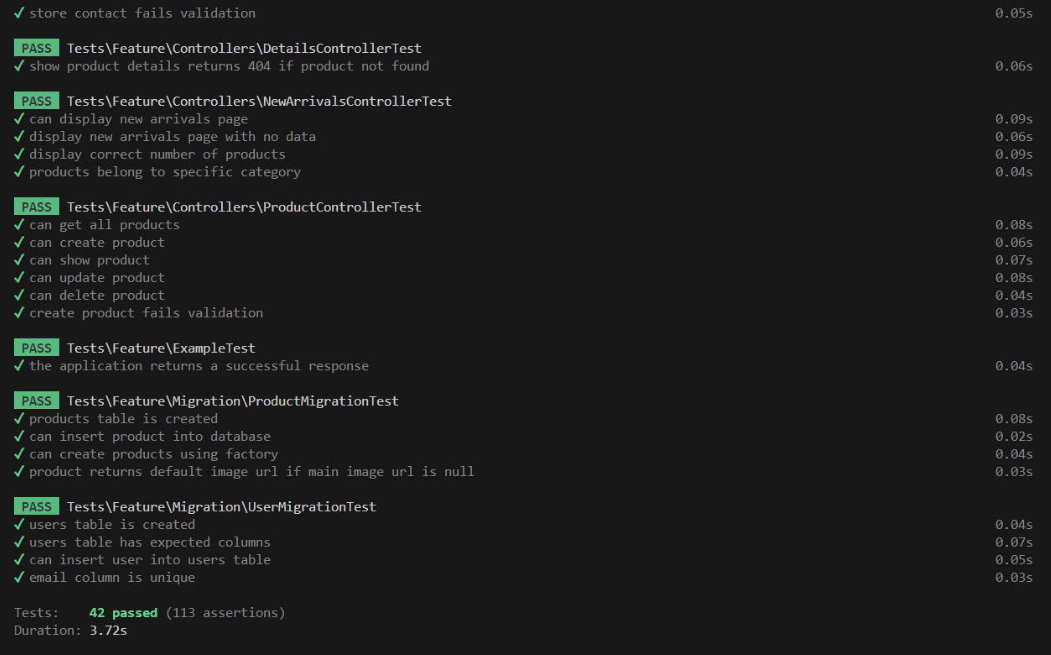 ✓ store contact fails validation 0.05s
PASS Tests\Feature\Controllers\DetailsControllerTest
✓ show product details returns 404 if product not found 0.06s
PASS Tests\Feature\Controllers\NewArrivalsControllerTest
✓ can display new arrivals page 0.09s
✓ display new arrivals page with no data 0.06s
✓ display correct number of products 0.09s
✓ products belong to specific category 0.04s
PASS Tests\Feature\Controllers\ProductControllerTest
✓ can get all products 0.08s
✓ can create product 0.06s
✓ can show product 0.07s
✓ can update product 0.08s
✓ can delete product 0.04s
✓ create product fails validation 0.03s
PASS Tests\Feature\ExampleTest
✓ the application returns a successful response 0.04s
PASS Tests\Feature\Migration\ProductMigrationTest
✓ products table is created 0.08s
✓ can insert product into database 0.02s
✓ can create products using factory 0.04s
✓ product returns default image url if main image url is null 0.03s
PASS Tests\Feature\Migration\UserMigrationTest
✓ users table is created 0.04s
✓ users table has expected columns 0.07s
✓ can insert user into users table 0.05s
✓ email column is unique 0.03s
Tests: 42 passed (113 assertions)
Duration: 3.72s